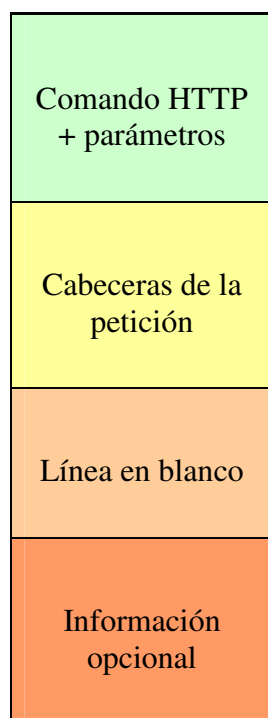 Comando HTTP
+ parámetros
Cabeceras de la
petición
Línea en blanco
Información
opcional